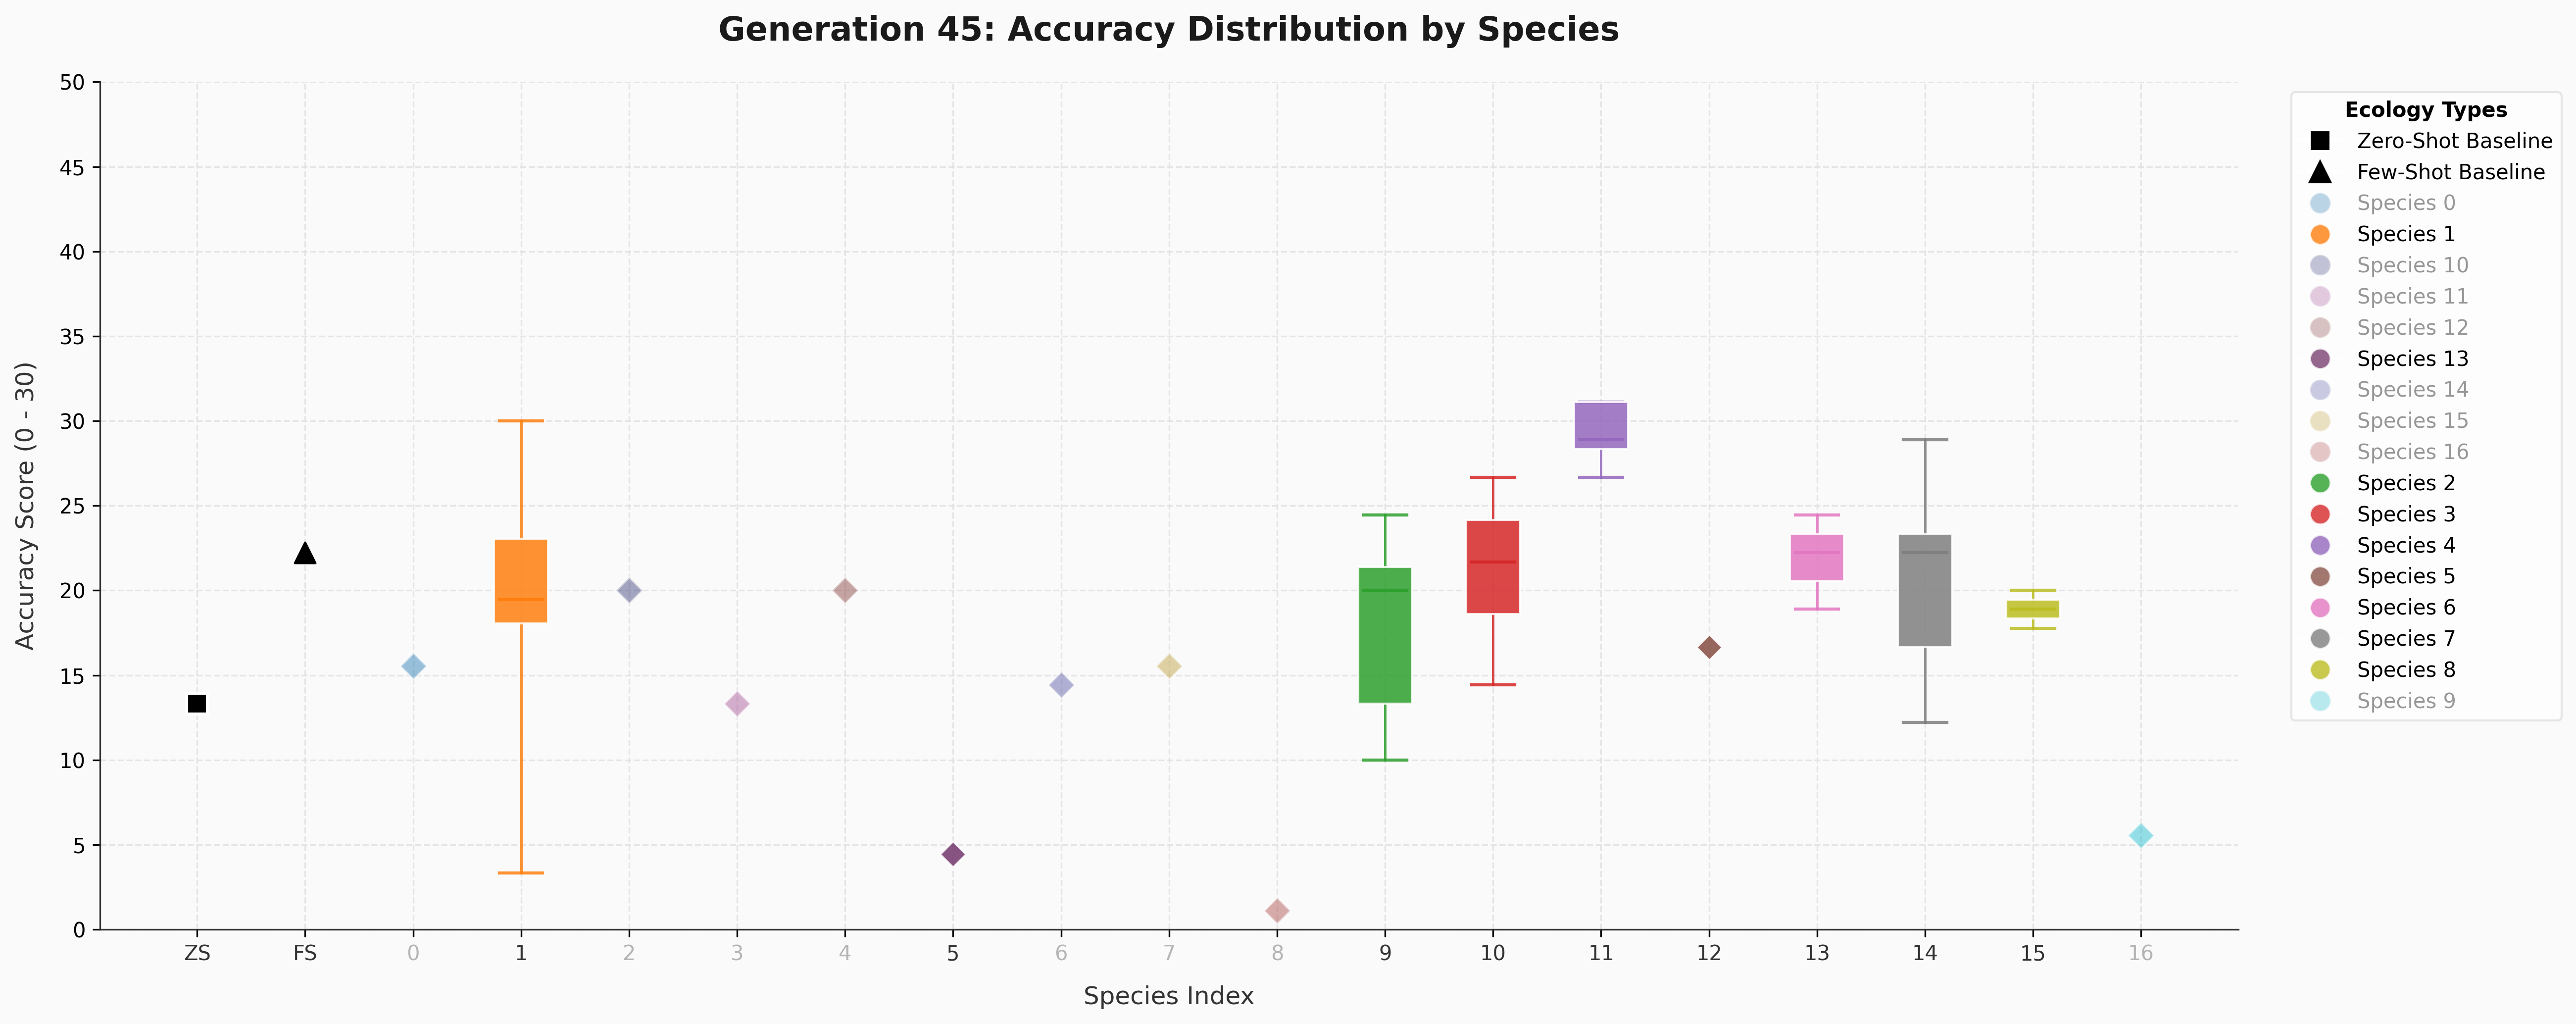 Generation 45: Accuracy Distribution by Species
Accuracy Score (0 - 30)
50
45
40
35
30
25
20
15
10
5
0
ZS FS 0 1 2 3 4 5 6 7 8 9 10 11 12 13 14 15 16
Species Index
Ecology Types
Zero-Shot Baseline
Few-Shot Baseline
Species 0
Species 1
Species 10
Species 11
Species 12
Species 13
Species 14
Species 15
Species 16
Species 2
Species 3
Species 4
Species 5
Species 6
Species 7
Species 8
Species 9